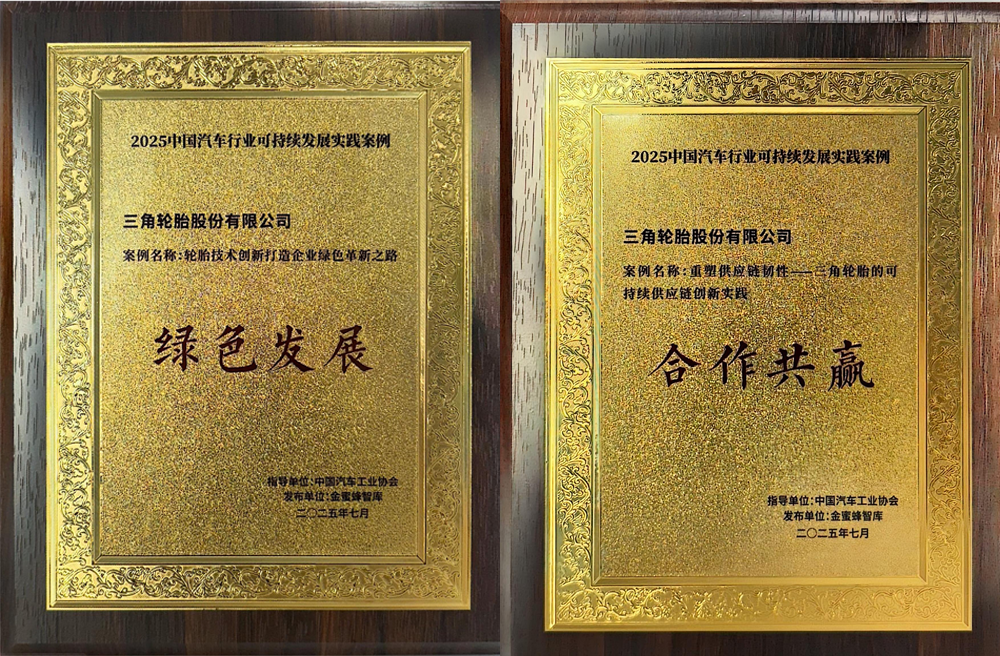 2025中国汽车行业可持续发展实践案例
三角轮胎股份有限公司
案例名称:轮胎技术创新打造企业绿色革新之路
绿色发展
指导单位:中国汽车工业协会
发布单位:金蜜蜂智库
二〇二五年七月
2025中国汽车行业可持续发展实践案例
三角轮胎股份有限公司
案例名称:重塑供应链韧性——三角轮胎的可
持续供应链创新实践
合作共赢
指导单位:中国汽车工业协会
发布单位:金蜜蜂智库
二〇二五年七月